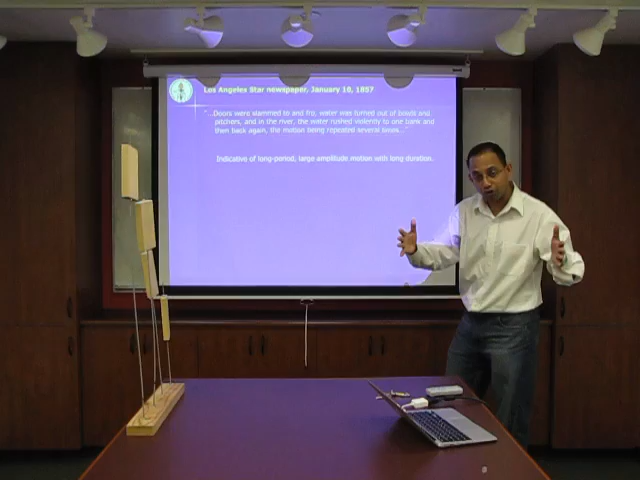 Los Angeles Star newspaper, January 10, 1857
"...Doors were slammed to and fro, water was turned out of bowls and
pitchers, and in the river, the water rushed violently to one bank and
then back again, the motion being repeated several times..."
Indicative of long-period, large amplitude motion with long duration.